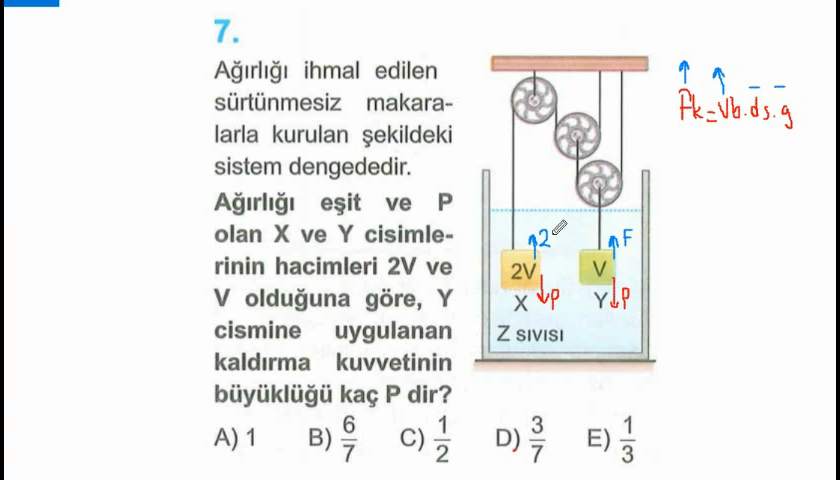 7.
Ağırlığı ihmal edilen
sürtünmesiz makara-
larla kurulan şekildeki
sistem dengededir.
Ağırlığı eşit ve P
olan X ve Y cisimle-
rinin hacimleri 2V ve
V olduğuna göre, Y
cismine uygulanan
kaldırma kuvvetinin
büyüklüğü kaç P dir?
A) 1 B) 6/7 C) 1/2 D) 3/7 E) 1/3
Fk = Vb.ds.g
2 F
2V V
P P
X Y
Z SIVISI